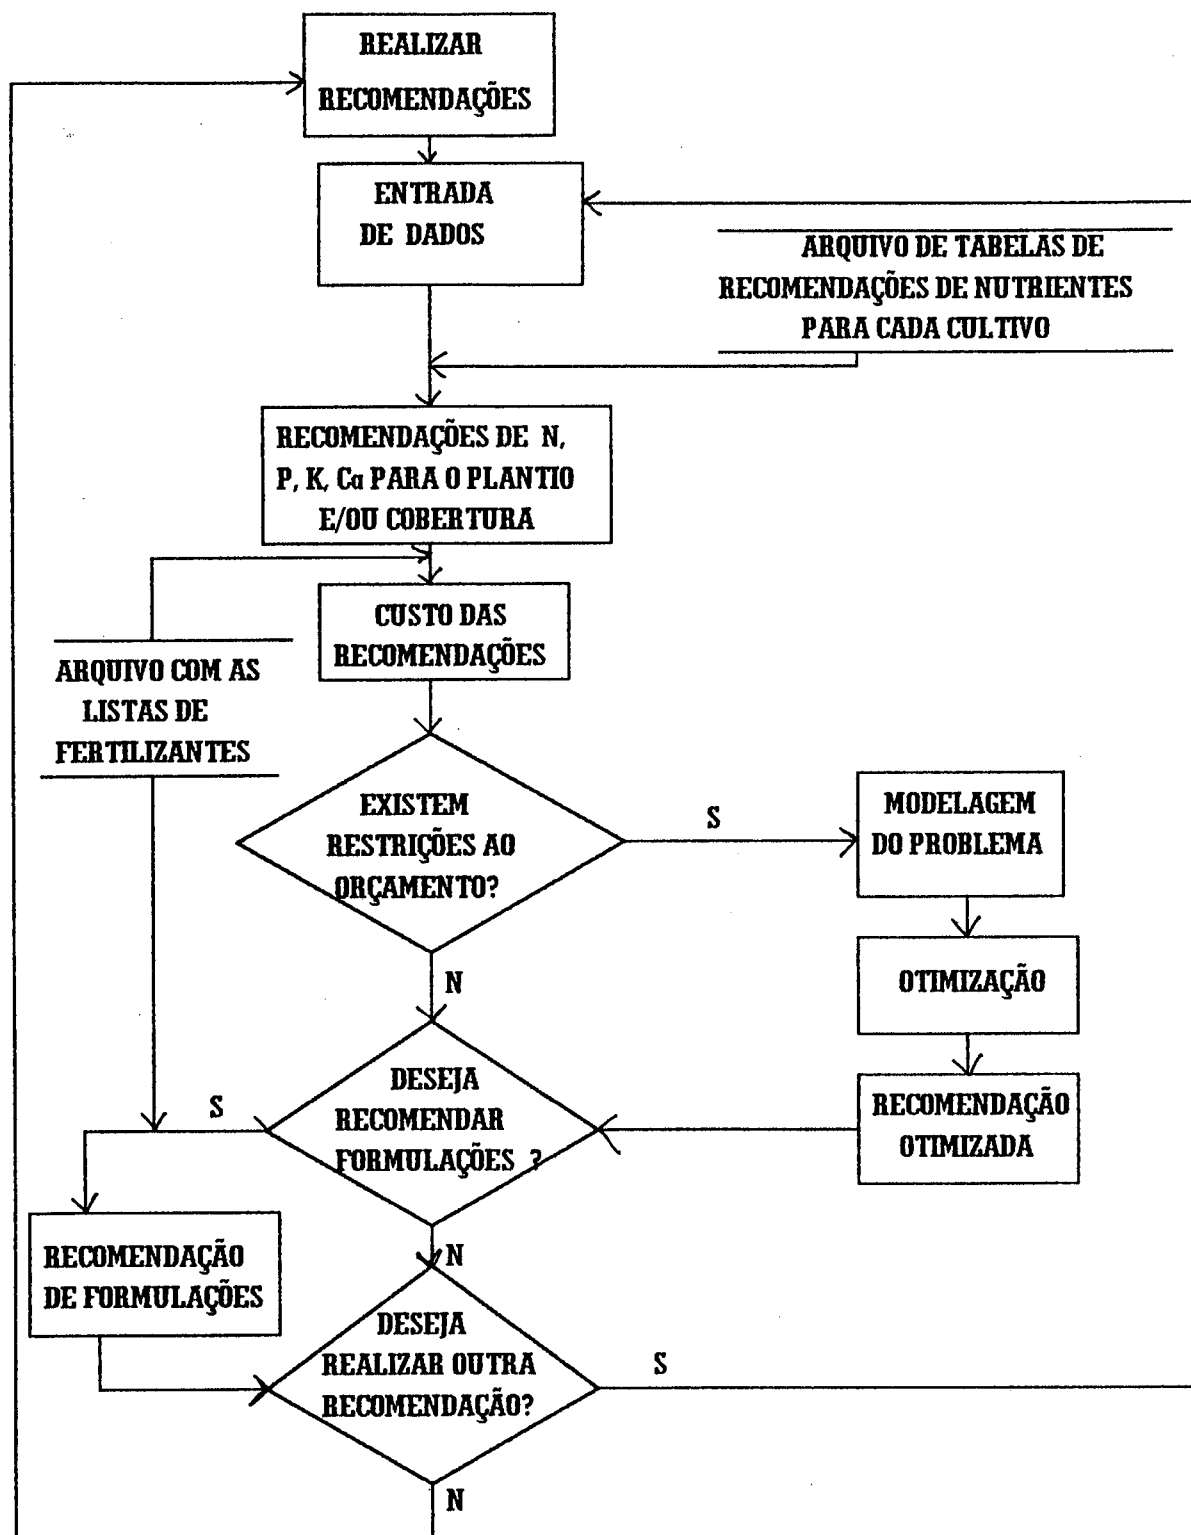 REALIZAR
RECOMENDAÇÕES
ENTRADA
DE DADOS
ARQUIVO DE TABELAS DE
RECOMENDAÇÕES DE NUTRIENTES
PARA CADA CULTIVO
RECOMENDAÇÕES DE N,
P, K, Ca PARA O PLANTIO
E/OU COBERTURA
CUSTO DAS
RECOMENDAÇÕES
ARQUIVO COM AS
LISTAS DE
FERTILIZANTES
EXISTEM
RESTRIÇÕES AO
ORÇAMENTO?
S
MODELAGEM
DO PROBLEMA
N
OTIMIZAÇÃO
RECOMENDAÇÃO
OTIMIZADA
DESEJA
RECOMENDAR
FORMULAÇÕES ?
S
N
RECOMENDAÇÃO
DE FORMULAÇÕES
DESEJA
REALIZAR OUTRA
RECOMENDAÇÃO?
S
N